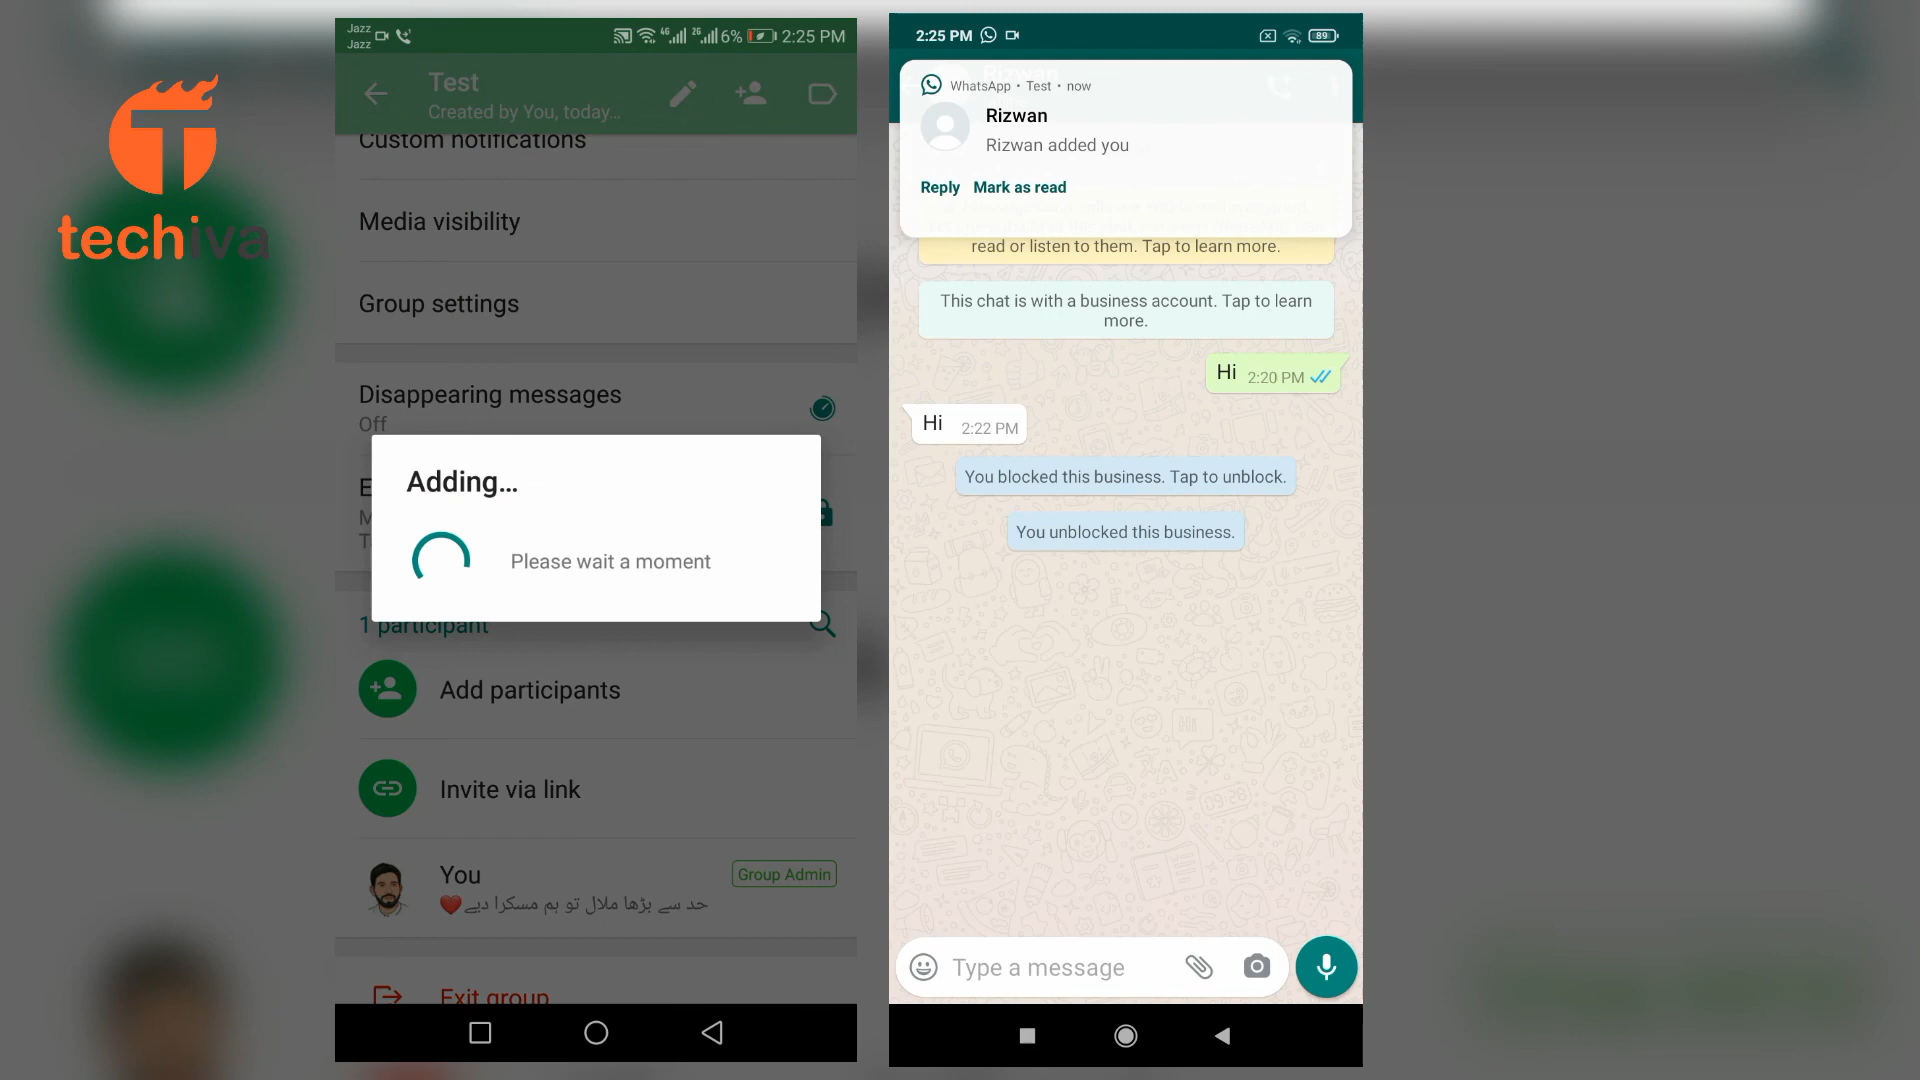 techiva
Jazz
Jazz
4G
2G
6%
2:25 PM
Test
Created by You, today...
Custom notifications
Media visibility
Group settings
Disappearing messages
Off
E
M
T
Adding...
Please wait a moment
1 participant
Add participants
Invite via link
You
Group Admin
حد سے بڑھا ملال تو ہم مسکرا دیے❤️
Exit group
2:25 PM
89
WhatsApp • Test • now
Rizwan
Rizwan added you
Reply Mark as read
read or listen to them. Tap to learn more.
This chat is with a business account. Tap to learn
more.
Hi 2:20 PM
Hi 2:22 PM
You blocked this business. Tap to unblock.
You unblocked this business.
Type a message